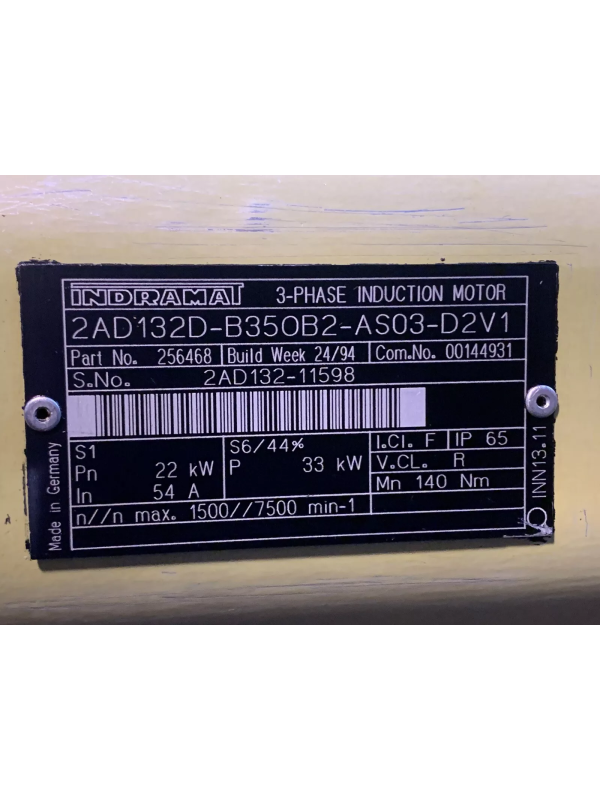 INDRAMAT 3-PHASE INDUCTION MOTOR
2AD132D-B350B2-AS03-D2V1
Part No. 256468 Build Week 24/94 Com.No. 00144931
S.No. 2AD132-11598
S1 S6/44% I.Cl. F IP 65
Pn 22 kW P 33 kW V.CL. R
In 54 A Mn 140 Nm
n//n max. 1500//7500 min-1
Made in Germany
INN13.11